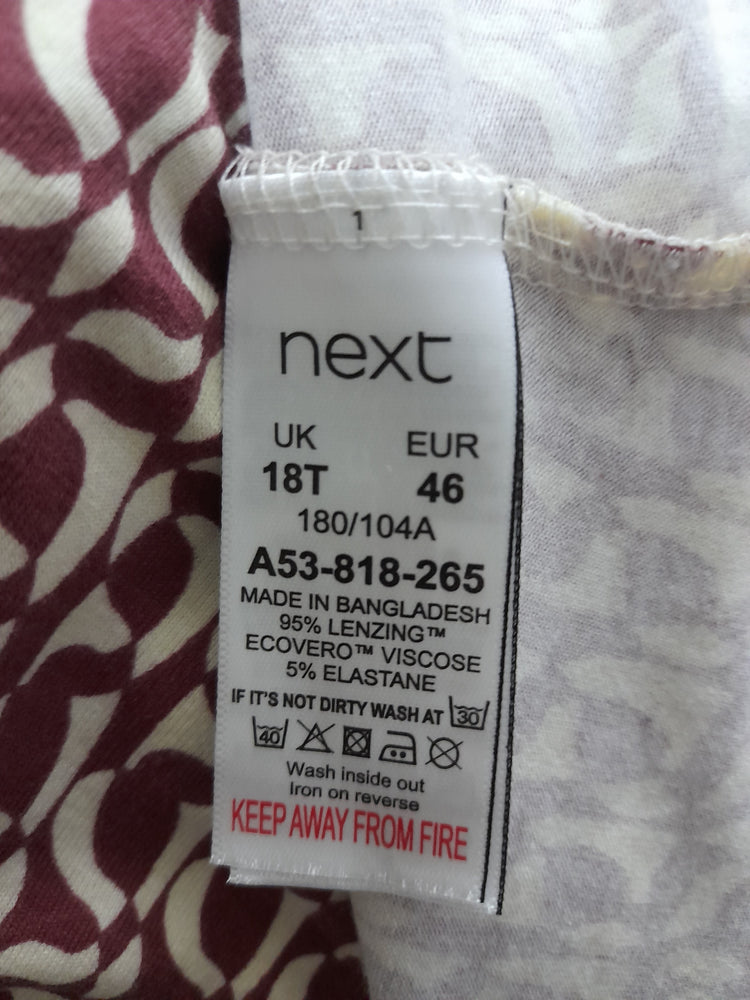 1
next
UK EUR
18T 46
180/104A
A53-818-265
MADE IN BANGLADESH
95% LENZING™
ECOVERO™ VISCOSE
5% ELASTANE
IF IT'S NOT DIRTY WASH AT 30
40
Wash inside out
Iron on reverse
KEEP AWAY FROM FIRE